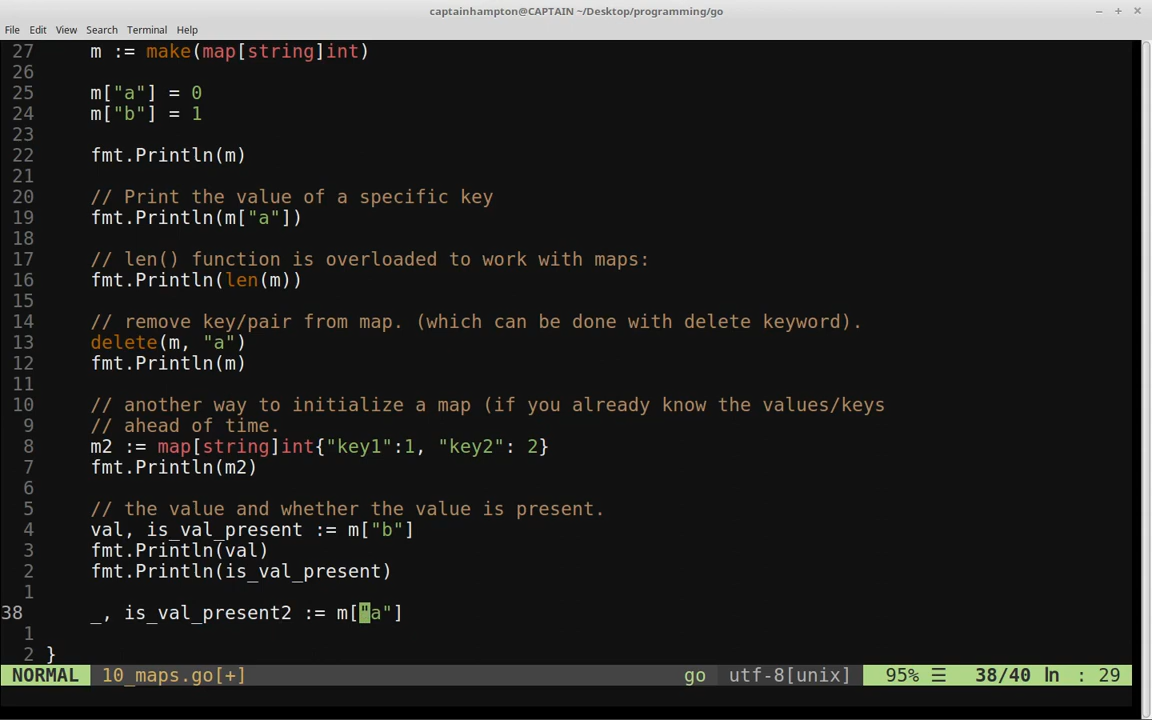 captainhampton@CAPTAIN ~/Desktop/programming/go
File Edit View Search Terminal Help
27 m := make(map[string]int)
26
25 m["a"] = 0
24 m["b"] = 1
23
22 fmt.Println(m)
21
20 // Print the value of a specific key
19 fmt.Println(m["a"])
18
17 // len() function is overloaded to work with maps:
16 fmt.Println(len(m))
15
14 // remove key/pair from map. (which can be done with delete keyword).
13 delete(m, "a")
12 fmt.Println(m)
11
10 // another way to initialize a map (if you already know the values/keys
9 // ahead of time.
8 m2 := map[string]int{"key1":1, "key2": 2}
7 fmt.Println(m2)
6
5 // the value and whether the value is present.
4 val, is_val_present := m["b"]
3 fmt.Println(val)
2 fmt.Println(is_val_present)
1
38 _, is_val_present2 := m["a"]
1
2 }
NORMAL 10_maps.go[+] go utf-8[unix] 95% ☰ 38/40 ln : 29